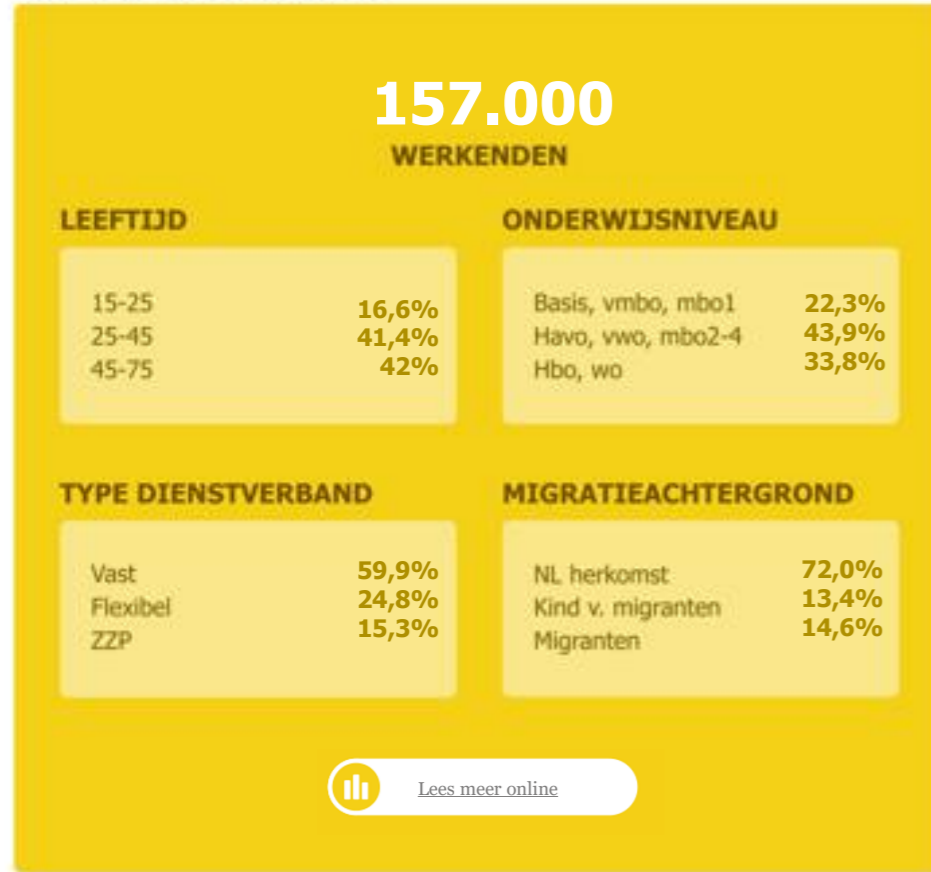 157.000
WERKENDEN
LEEFTIJD
15-25 16,6%
25-45 41,4%
45-75 42%
ONDERWIJSNIVEAU
Basis, vmbo, mbo1 22,3%
Havo, vwo, mbo2-4 43,9%
Hbo, wo 33,8%
TYPE DIENSTVERBAND
Vast 59,9%
Flexibel 24,8%
ZZP 15,3%
MIGRATIEACHTERGROND
NL herkomst 72,0%
Kind v. migranten 13,4%
Migranten 14,6%
Lees meer online